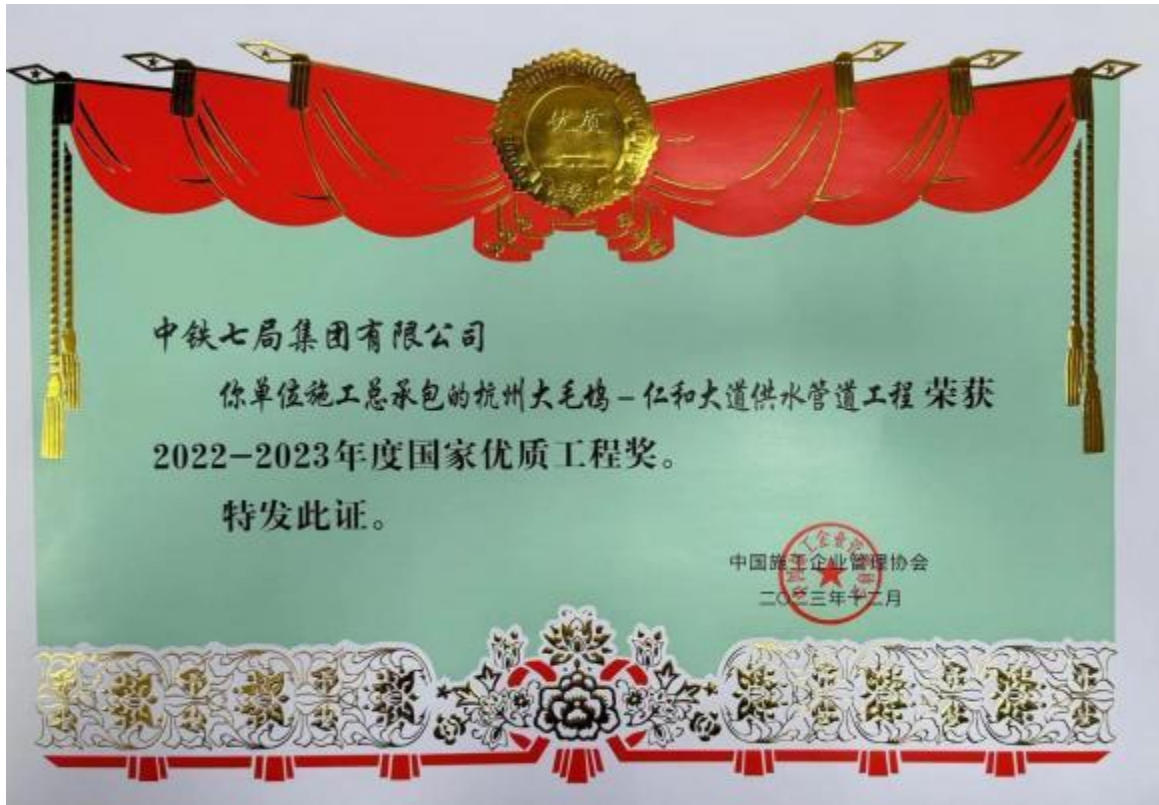 优质
中铁七局集团有限公司
你单位施工总承包的杭州大毛坞－仁和大道供水管道工程 荣获
2022－2023年度国家优质工程奖。
特发此证。
中国施工企业管理协会
二〇二三年十二月